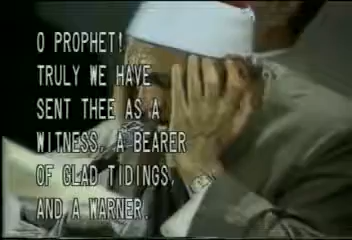 O PROPHET!
TRULY WE HAVE
SENT THEE AS A
WITNESS, A BEARER
OF GLAD TIDINGS,
AND A WARNER.